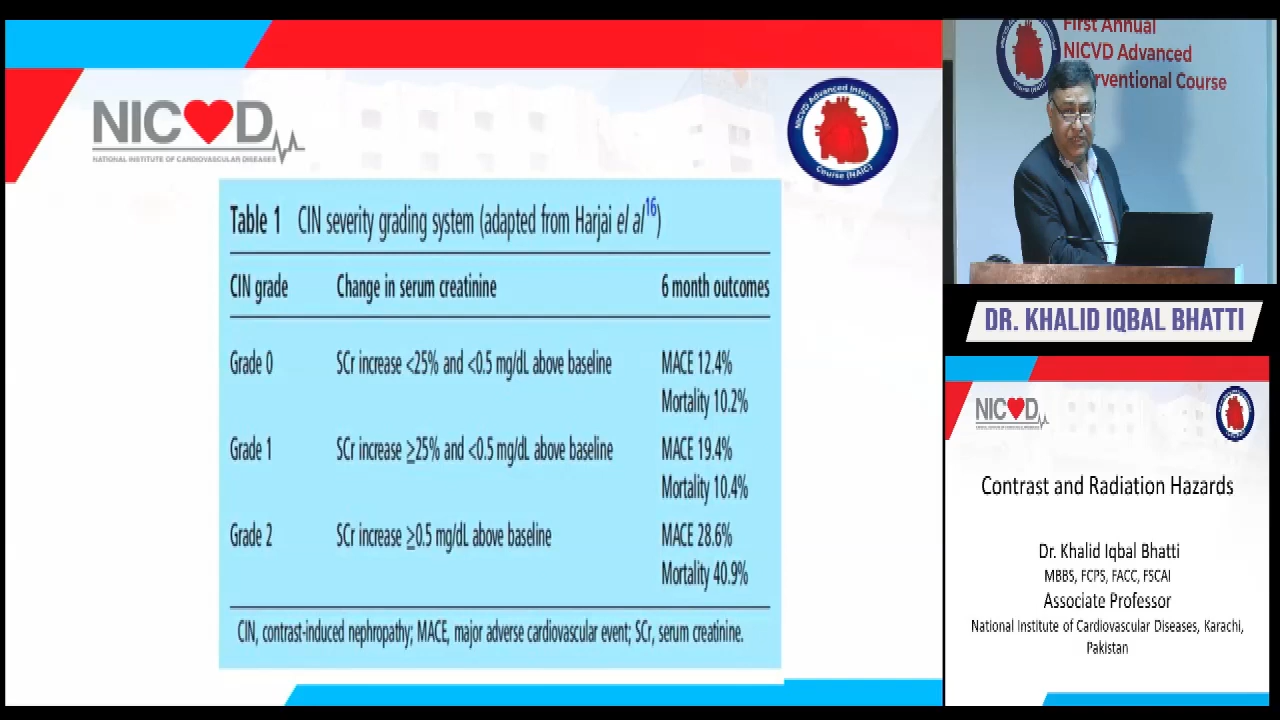 NICVD
NATIONAL INSTITUTE OF CARDIOVASCULAR DISEASES
NICVD Advanced Interventional
Course (NAIC)
Table 1 CIN severity grading system (adapted from Harjai el al16)
CIN grade Change in serum creatinine 6 month outcomes
Grade 0 SCr increase <25% and <0.5 mg/dL above baseline MACE 12.4%
Mortality 10.2%
Grade 1 SCr increase ≥25% and <0.5 mg/dL above baseline MACE 19.4%
Mortality 10.4%
Grade 2 SCr increase ≥0.5 mg/dL above baseline MACE 28.6%
Mortality 40.9%
CIN, contrast-induced nephropathy; MACE, major adverse cardiovascular event; SCr, serum creatinine.
First Annual
NICVD Advanced
rventional Course
DR. KHALID IQBAL BHATTI
NICVD
Contrast and Radiation Hazards
Dr. Khalid Iqbal Bhatti
MBBS, FCPS, FACC, FSCAI
Associate Professor
National Institute of Cardiovascular Diseases, Karachi,
Pakistan